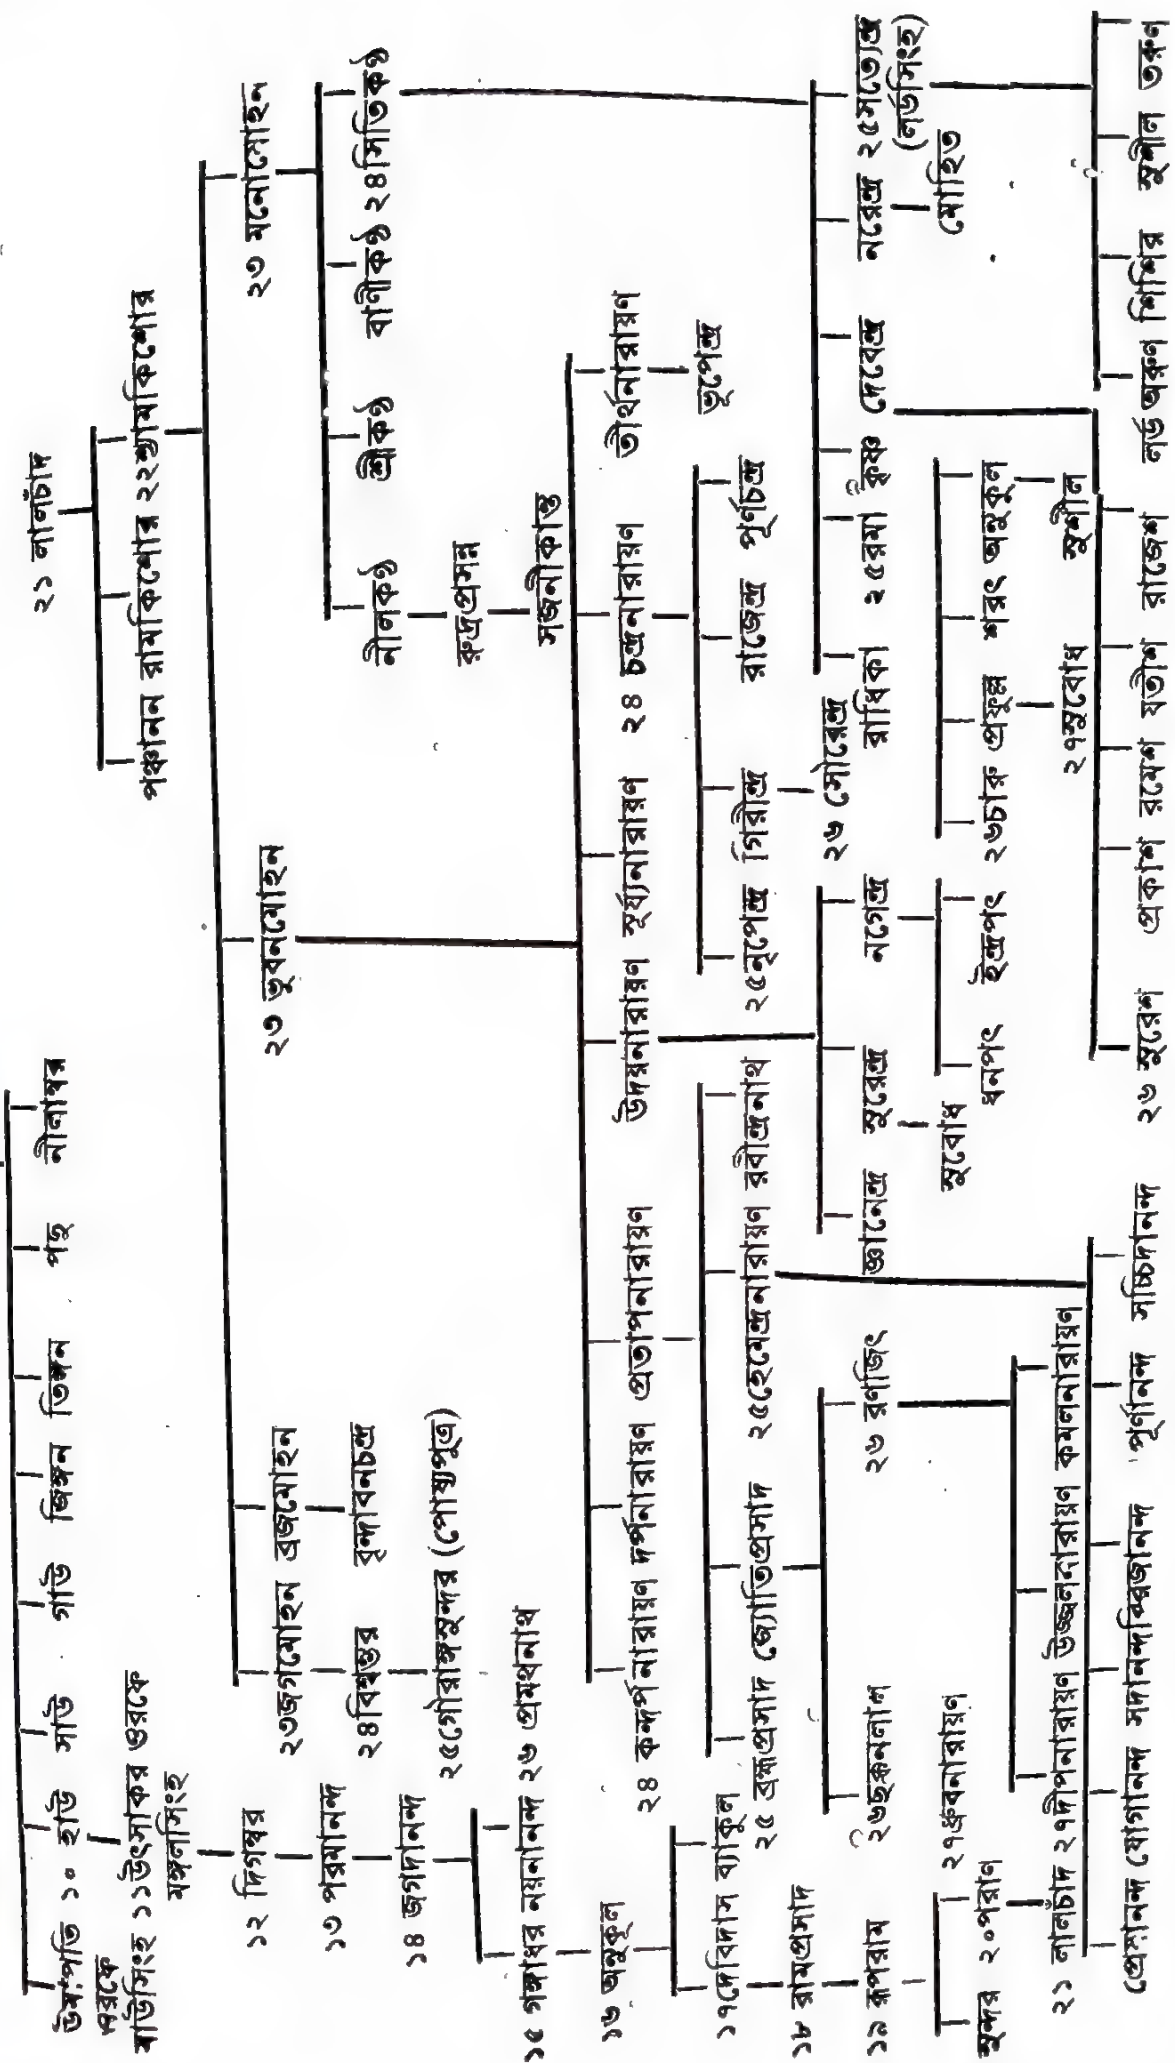 উমাপতি ১০ হাউ সাউ গাউ জিঙ্গন তিঙ্গন পছু নীলাম্বর
ওরফে
ষাউসিংহ ১১উৎসাকর ওরফে
মঙ্গলসিংহ
১২ দিগম্বর
১৩ পরমানন্দ
১৪ জগদানন্দ
১৫ গঙ্গাধর নয়নানন্দ
১৬ অনুকূল
১৭দেবিদাস ব্যাকুল
১৮ রামপ্রসাদ
১৯ রূপরাম
সুন্দর ২০পরাণ
২১ লালচাঁদ
২১ লালচাঁদ
পঞ্চানন রামকিশোর ২২শ্যামকিশোর
২৩জগমোহন ব্রজমোহন ২৩ ভুবনমোহন ২৩ মনোমোহন
২৪বিশ্বম্ভর বৃন্দাবনচন্দ্র
২৫গৌরাঙ্গসুন্দর (পোষ্যপুত্র)
২৬ প্রমথনাথ
নীলকণ্ঠ শ্রীকণ্ঠ বাণীকণ্ঠ ২৪সিতিকণ্ঠ
রুদ্রপ্রসন্ন
সজনীকান্ত
২৪ কন্দর্পনারায়ণ দর্পনারায়ণ প্রতাপনারায়ণ উদয়নারায়ণ সূর্য্যনারায়ণ ২৪ চন্দ্রনারায়ণ তীর্থনারায়ণ
২৫ ব্রহ্মপ্রসাদ জ্যোতিপ্রসাদ ২৫হেমেন্দ্রনারায়ণ রবীন্দ্রনাথ ২৫নৃপেন্দ্র গিরীন্দ্র রাজেন্দ্র পূর্ণচন্দ্র ভূপেন্দ্র
২৬ সৌরেন্দ্র
২৬ছক্কনলাল ২৬ রণজিৎ জ্ঞানেন্দ্র সুরেন্দ্র নগেন্দ্র রাধিকা ২৫রমা কৃষ্ণ দেবেন্দ্র নরেন্দ্র ২৫সত্যেন্দ্র
(লর্ডসিংহ)
২৭ধ্রুবনারায়ণ সুবোধ ধনপৎ ইন্দ্রপৎ ২৬চারু প্রফুল্ল শরৎ অনুকূল মোহিত
২৭দীপনারায়ণ উজ্জ্বলনারায়ণ কমলনারায়ণ ২৭সুবোধ সুশীল
প্রেমানন্দ যোগানন্দ সদানন্দ পূর্ণানন্দ সচ্চিদানন্দ ২৬ সুরেশ প্রকাশ রমেশ যতীশ রাজেশ লর্ড অরুণ শিশির সুশীল তরুণ